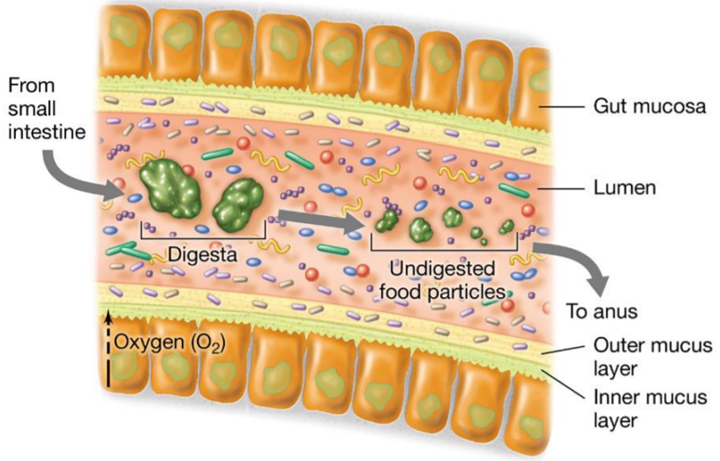 From
small
intestine
Gut mucosa
Lumen
Digesta
Undigested
food particles
To anus
Oxygen (O₂)
Outer mucus
layer
Inner mucus
layer